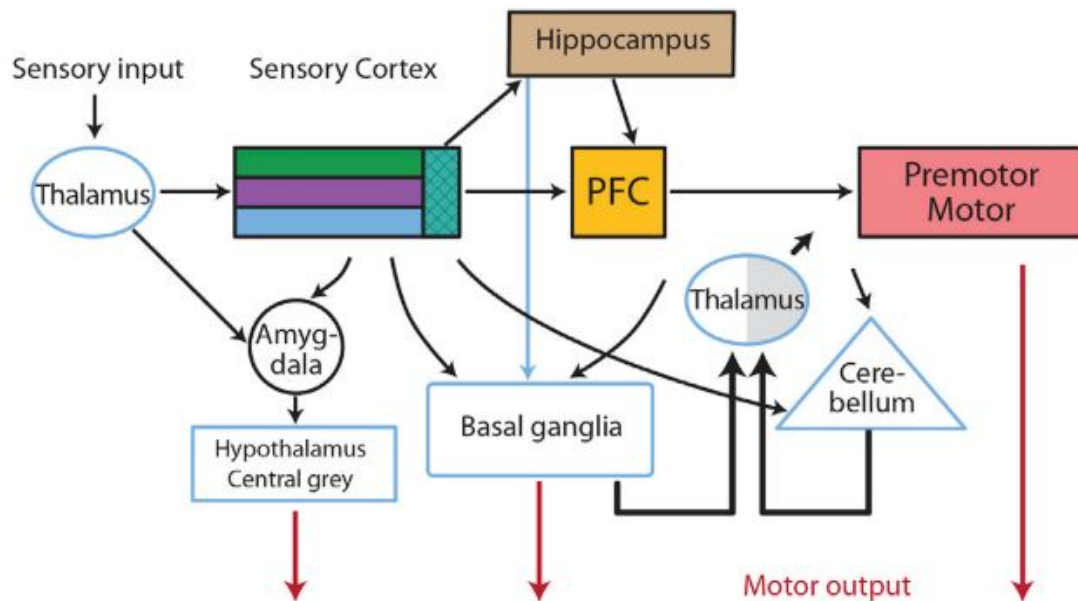 Hippocampus
Sensory input
Sensory Cortex
Thalamus
PFC
Premotor
Motor
Thalamus
Amyg-
dala
Cere-
bellum
Basal ganglia
Hypothalamus
Central grey
Motor output